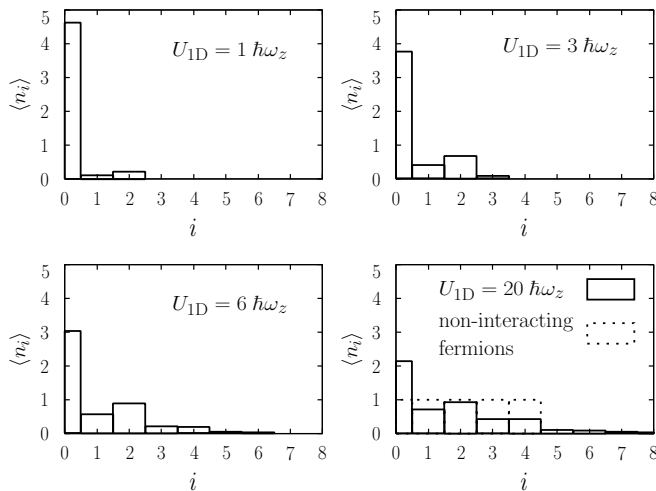 5
4
3
2
1
0
⟨n_i⟩
U_1D = 1 ℏω_z
0 1 2 3 4 5 6 7 8
i
5
4
3
2
1
0
⟨n_i⟩
U_1D = 3 ℏω_z
0 1 2 3 4 5 6 7 8
i
5
4
3
2
1
0
⟨n_i⟩
U_1D = 6 ℏω_z
0 1 2 3 4 5 6 7 8
i
5
4
3
2
1
0
⟨n_i⟩
U_1D = 20 ℏω_z
non-interacting
fermions
0 1 2 3 4 5 6 7 8
i